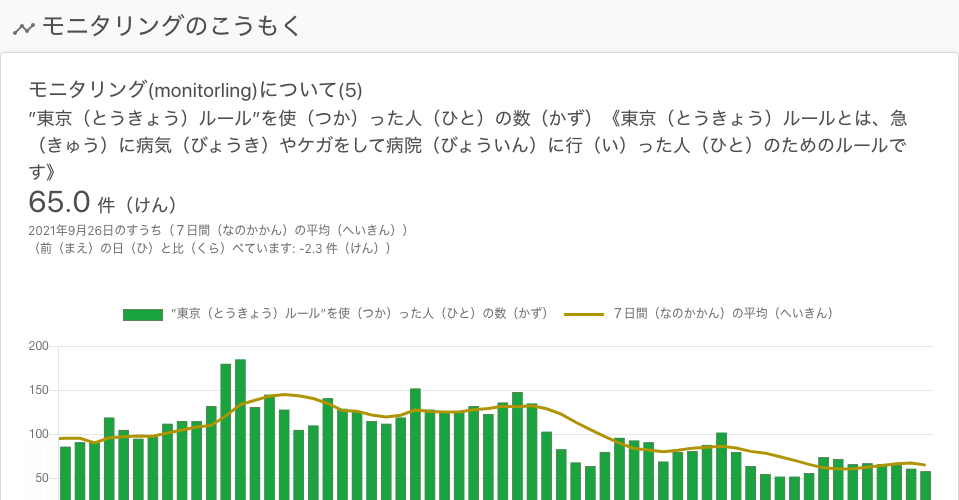 モニタリングのこうもく
モニタリング(monitorling)について(5)
”東京（とうきょう）ルール”を使（つか）った人（ひと）の数（かず）《東京（とうきょう）ルールとは、急
（きゅう）に病気（びょうき）やケガをして病院（びょういん）に行（い）った人（ひと）のためのルールで
す》
65.0 件（けん）
2021年9月26日のすうち（７日間（なのかかん）の平均（へいきん））
（前（まえ）の日（ひ）と比（くら）べています: -2.3 件（けん））
”東京（とうきょう）ルール”を使（つか）った人（ひと）の数（かず） ７日間（なのかかん）の平均（へいきん）
200
150
100
50